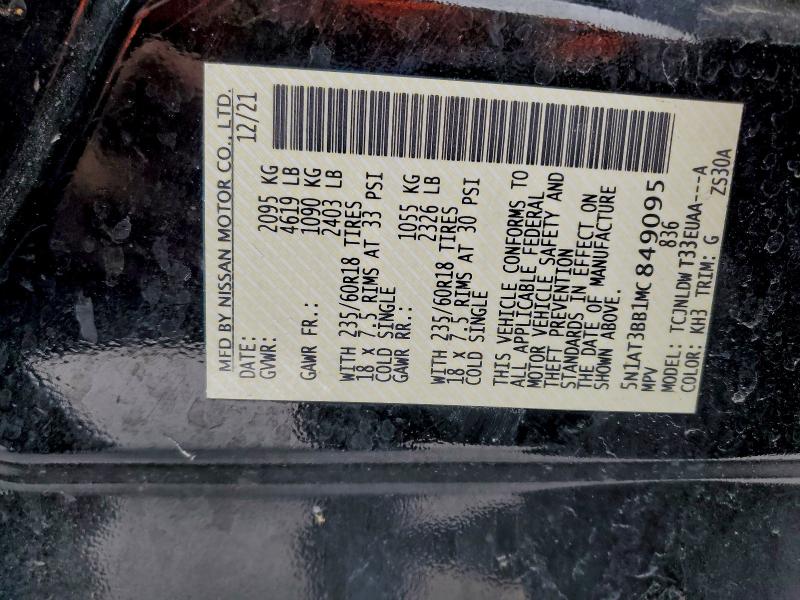 MFD BY NISSAN MOTOR CO., LTD.
DATE: 12/21
GVWR: 2095 KG
4619 LB
GAWR FR.: 1090 KG
2403 LB
WITH 235/60R18 TIRES
18 X 7.5 RIMS AT 33 PSI
COLD SINGLE
GAWR RR.: 1055 KG
2326 LB
WITH 235/60R18 TIRES
18 X 7.5 RIMS AT 30 PSI
COLD SINGLE
THIS VEHICLE CONFORMS TO
ALL APPLICABLE FEDERAL
MOTOR VEHICLE SAFETY AND
THEFT PREVENTION
STANDARDS IN EFFECT ON
THE DATE OF MANUFACTURE
SHOWN ABOVE.
5N1AT3BB1MC849095
MPV 836
MODEL: TCJNLDW T33EUAA---A
COLOR: KH3 TRIM: G ZS30A